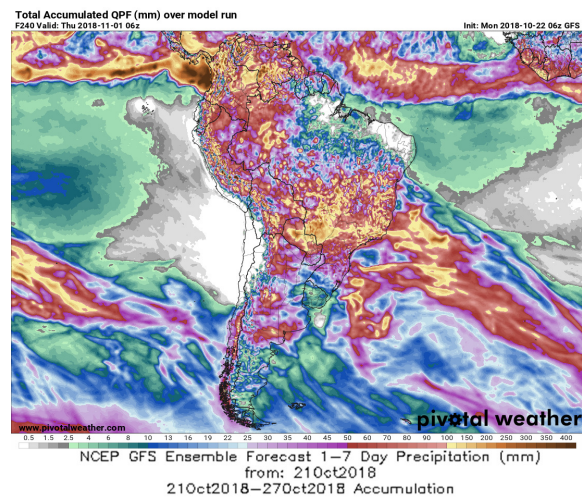 Total Accumulated QPF (mm) over model run
F240 Valid: Thu 2018-11-01 06z Init: Mon 2018-10-22 06z GFS
www.pivotalweather.com pivotal weather
0.5 1.5 2.5 4 6 8 10 13 16 19 22 25 30 35 40 45 50 60 70 80 90 100 150 200 250 300 350 400
NCEP GFS Ensemble Forecast 1–7 Day Precipitation (mm)
from: 21Oct2018
21Oct2018–27Oct2018 Accumulation